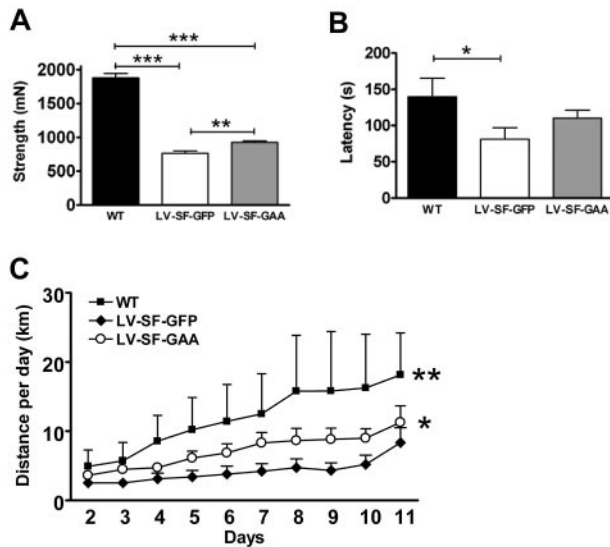 A
***
***
**
Strength (mN)
2000
1500
1000
500
0
WT LV-SF-GFP LV-SF-GAA
B
*
Latency (s)
200
150
100
50
0
WT LV-SF-GFP LV-SF-GAA
C
Distance per day (km)
30
20
10
0
WT
LV-SF-GFP
LV-SF-GAA
**
*
2 3 4 5 6 7 8 9 10 11
Days